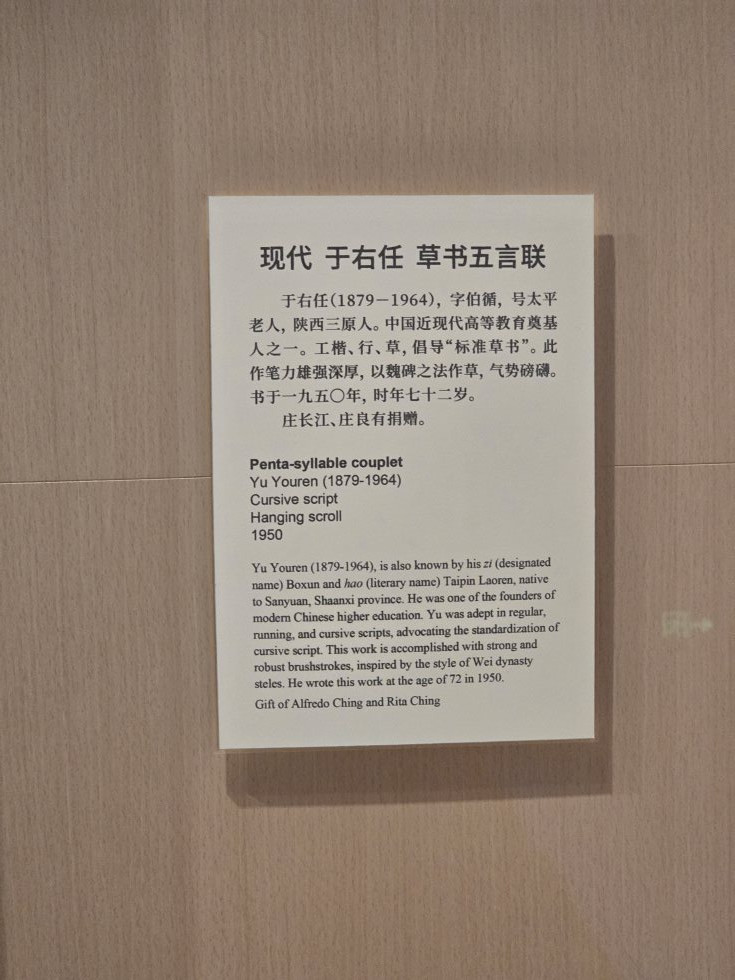 现代 于右任 草书五言联
于右任（1879－1964），字伯循，号太平
老人，陕西三原人。中国近现代高等教育奠基
人之一。工楷、行、草，倡导“标准草书”。此
作笔力雄强深厚，以魏碑之法作草，气势磅礴。
书于一九五〇年，时年七十二岁。
庄长江、庄良有捐赠。
Penta-syllable couplet
Yu Youren (1879-1964)
Cursive script
Hanging scroll
1950
Yu Youren (1879-1964), is also known by his zi (designated
name) Boxun and hao (literary name) Taipin Laoren, native
to Sanyuan, Shaanxi province. He was one of the founders of
modern Chinese higher education. Yu was adept in regular,
running, and cursive scripts, advocating the standardization of
cursive script. This work is accomplished with strong and
robust brushstrokes, inspired by the style of Wei dynasty
steles. He wrote this work at the age of 72 in 1950.
Gift of Alfredo Ching and Rita Ching